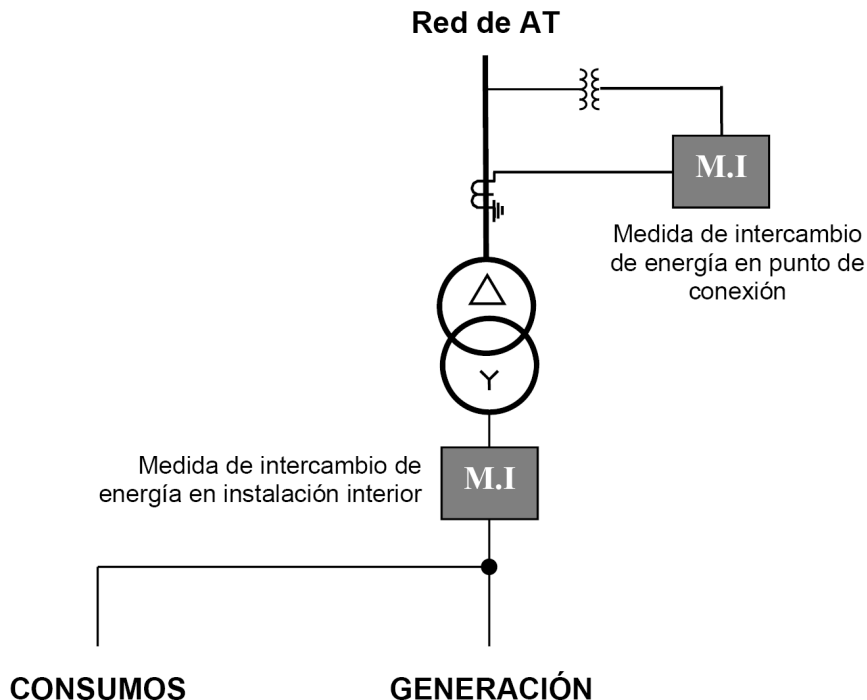 Red de AT
M.I
Medida de intercambio
de energía en punto de
conexión
Medida de intercambio de
energía en instalación interior
M.I
CONSUMOS
GENERACIÓN